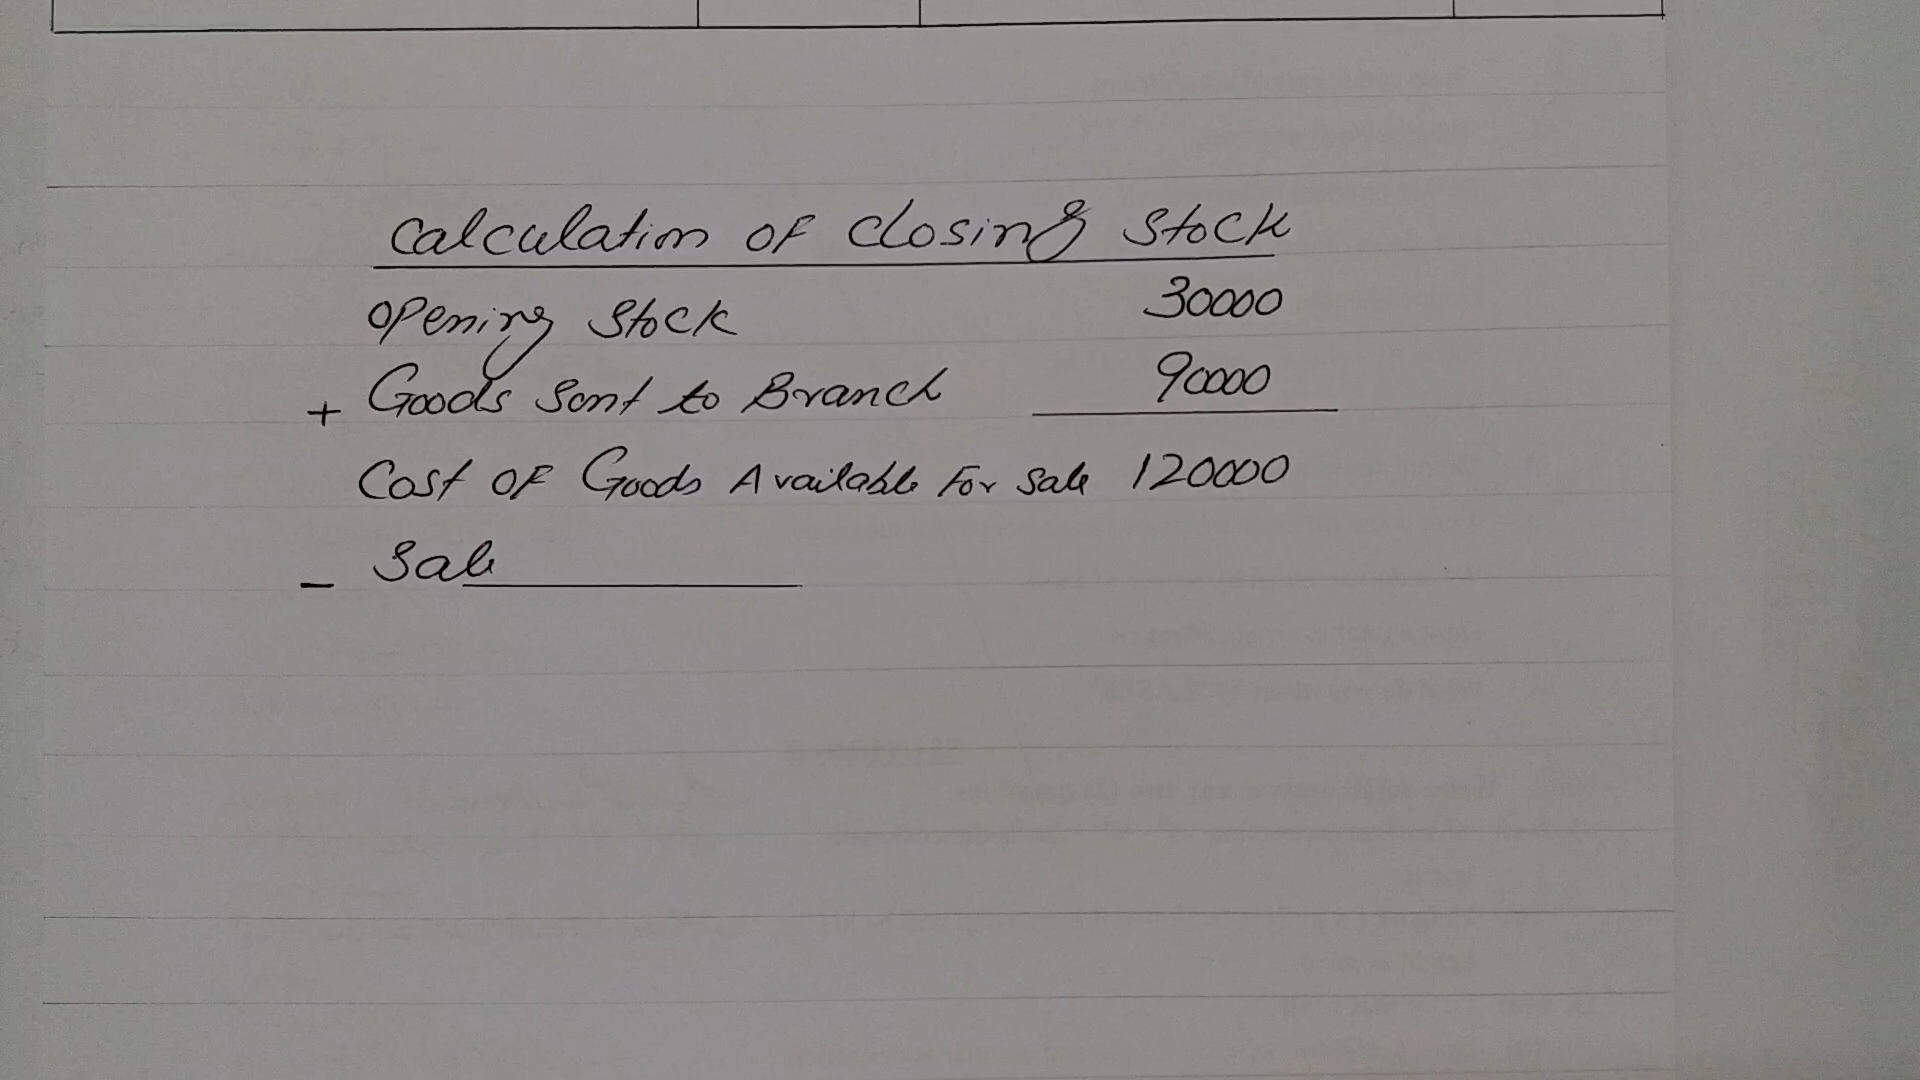 Calculation of Closing Stock
Opening Stock 30000
+ Goods Sent to Branch 90000
Cost of Goods Available For Sale 120000
- Sale